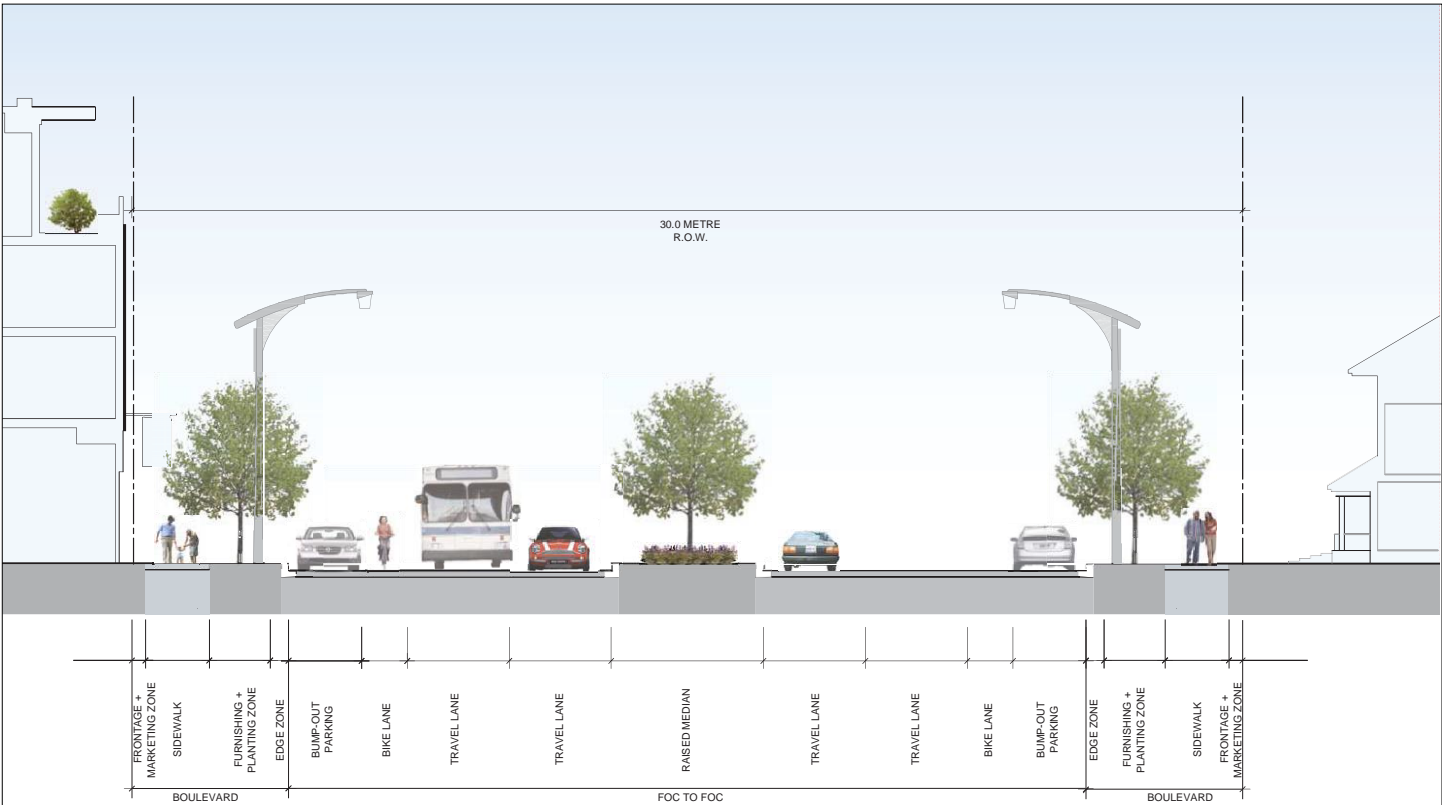 30.0 METRE
R.O.W.
FRONTAGE +
MARKETING ZONE
SIDEWALK
FURNISHING +
PLANTING ZONE
EDGE ZONE
BUMP-OUT
PARKING
BIKE LANE
TRAVEL LANE
TRAVEL LANE
RAISED MEDIAN
TRAVEL LANE
TRAVEL LANE
BIKE LANE
BUMP-OUT
PARKING
EDGE ZONE
FURNISHING +
PLANTING ZONE
SIDEWALK
FRONTAGE +
MARKETING ZONE
BOULEVARD
FOC TO FOC
BOULEVARD